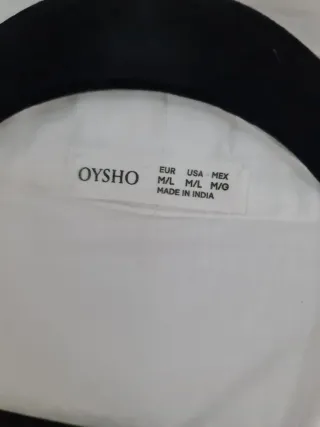 OYSHO
EUR USA MEX
M/L M/L M/G
MADE IN INDIA